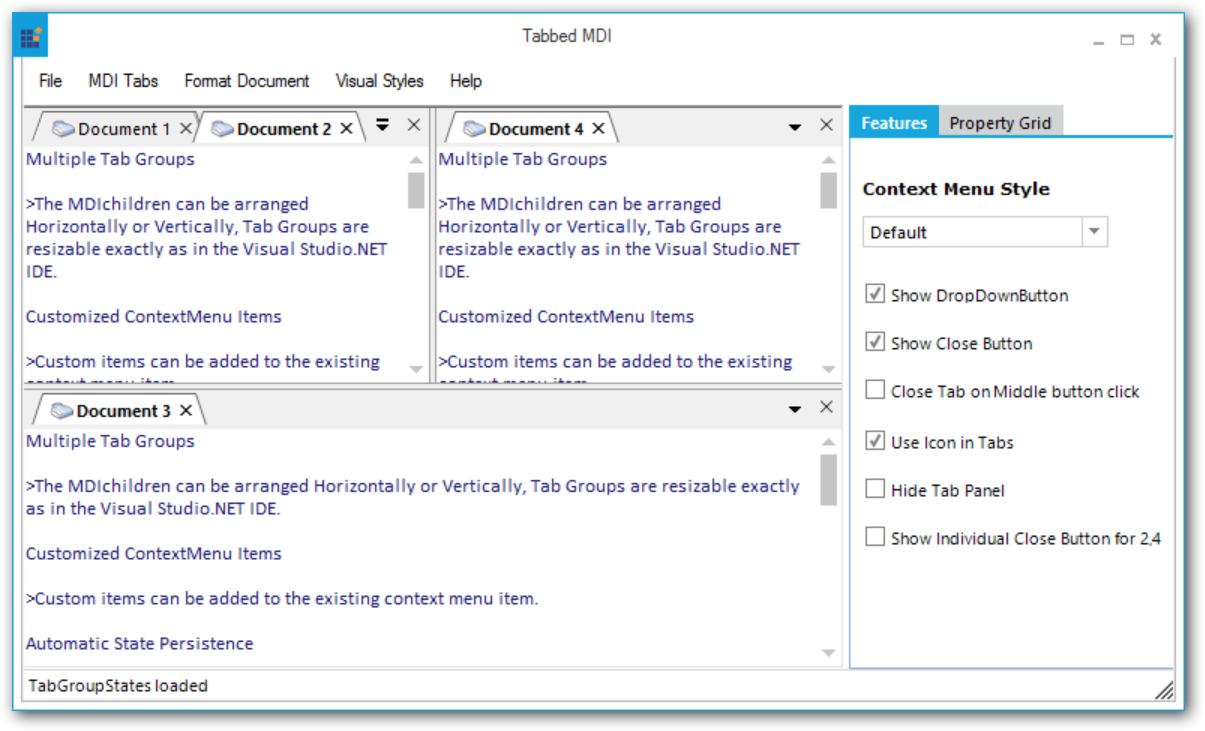 Tabbed MDI
File MDI Tabs Format Document Visual Styles Help
Document 1 Document 2
Multiple Tab Groups
>The MDIchildren can be arranged
Horizontally or Vertically, Tab Groups are
resizable exactly as in the Visual Studio.NET
IDE.
Customized ContextMenu Items
>Custom items can be added to the existing
context menu item.
Document 4
Multiple Tab Groups
>The MDIchildren can be arranged
Horizontally or Vertically, Tab Groups are
resizable exactly as in the Visual Studio.NET
IDE.
Customized ContextMenu Items
>Custom items can be added to the existing
context menu item.
Document 3
Multiple Tab Groups
>The MDIchildren can be arranged Horizontally or Vertically, Tab Groups are resizable exactly
as in the Visual Studio.NET IDE.
Customized ContextMenu Items
>Custom items can be added to the existing context menu item.
Automatic State Persistence
Features Property Grid
Context Menu Style
Default
Show DropDownButton
Show Close Button
Close Tab on Middle button click
Use Icon in Tabs
Hide Tab Panel
Show Individual Close Button for 2,4
TabGroupStates loaded